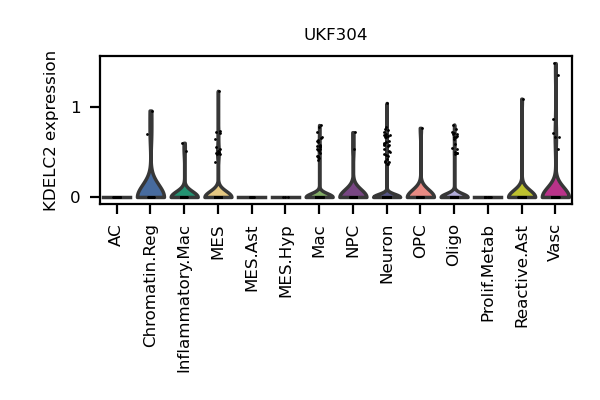 UKF304
KDELC2 expression
1
0
AC
Chromatin.Reg
Inflammatory.Mac
MES
MES.Ast
MES.Hyp
Mac
NPC
Neuron
OPC
Oligo
Prolif.Metab
Reactive.Ast
Vasc